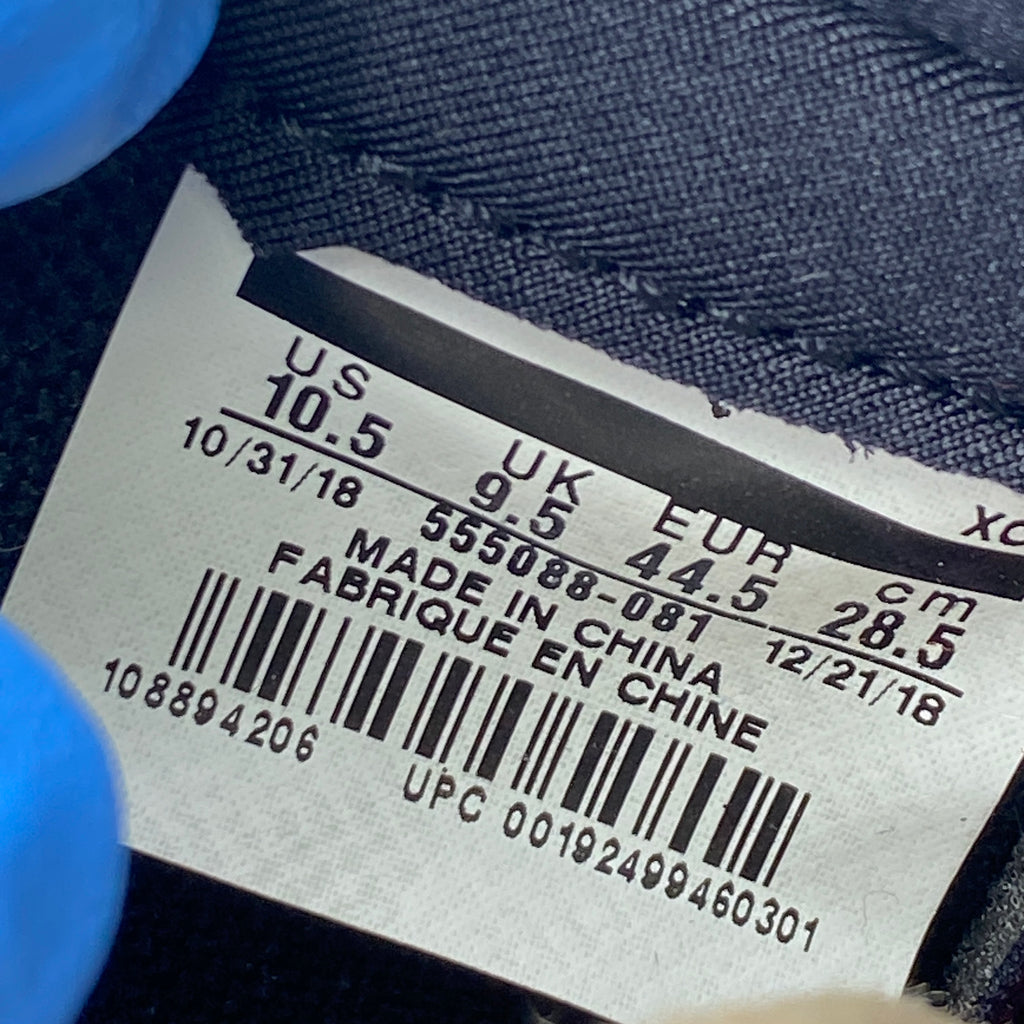 US UK EUR cm
10.5 9.5 44.5 28.5
10/31/18 555088-081 12/21/18
MADE IN CHINA
FABRIQUE EN CHINE
108894206
UPC 00192499460301